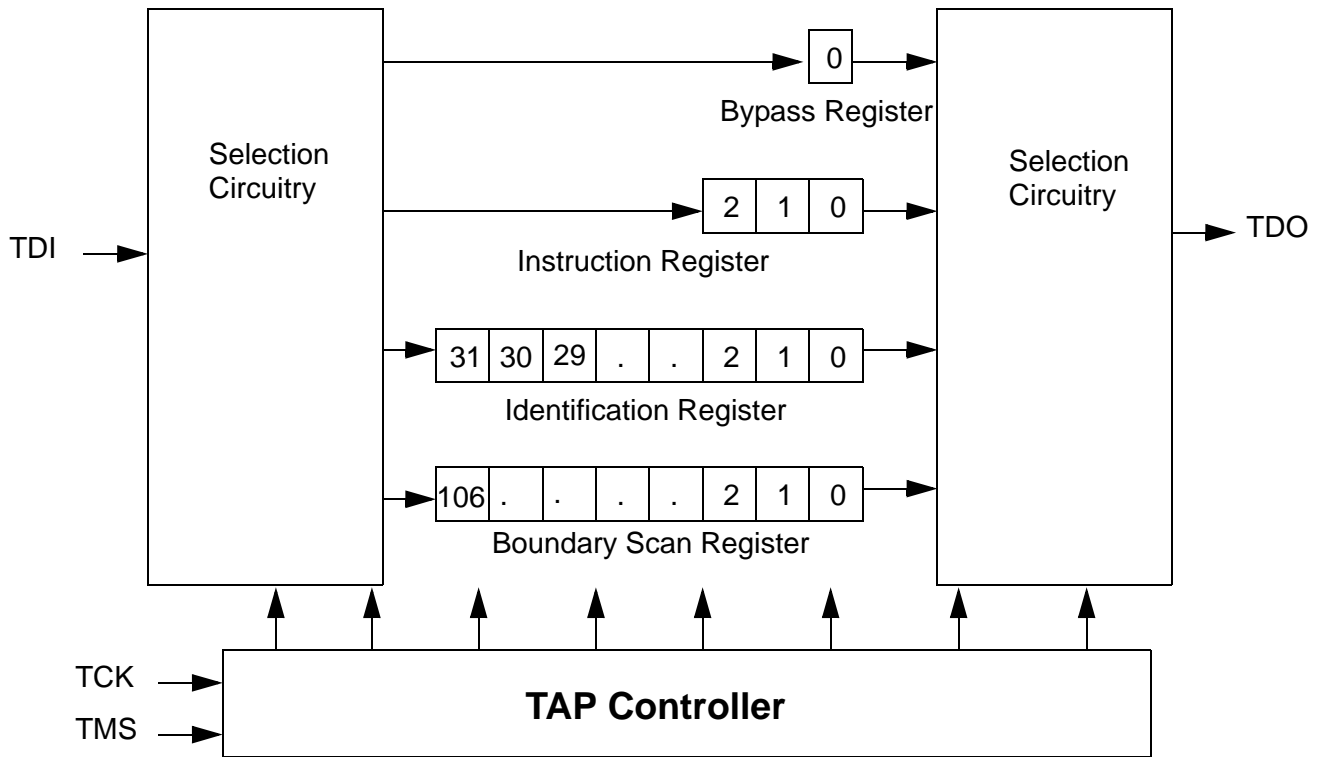 0
Bypass Register
Selection
Circuitry
Selection
Circuitry
2 1 0
TDI
TDO
Instruction Register
31 30 29 . . 2 1 0
Identification Register
106 . . . . 2 1 0
Boundary Scan Register
TCK
TMS
TAP Controller